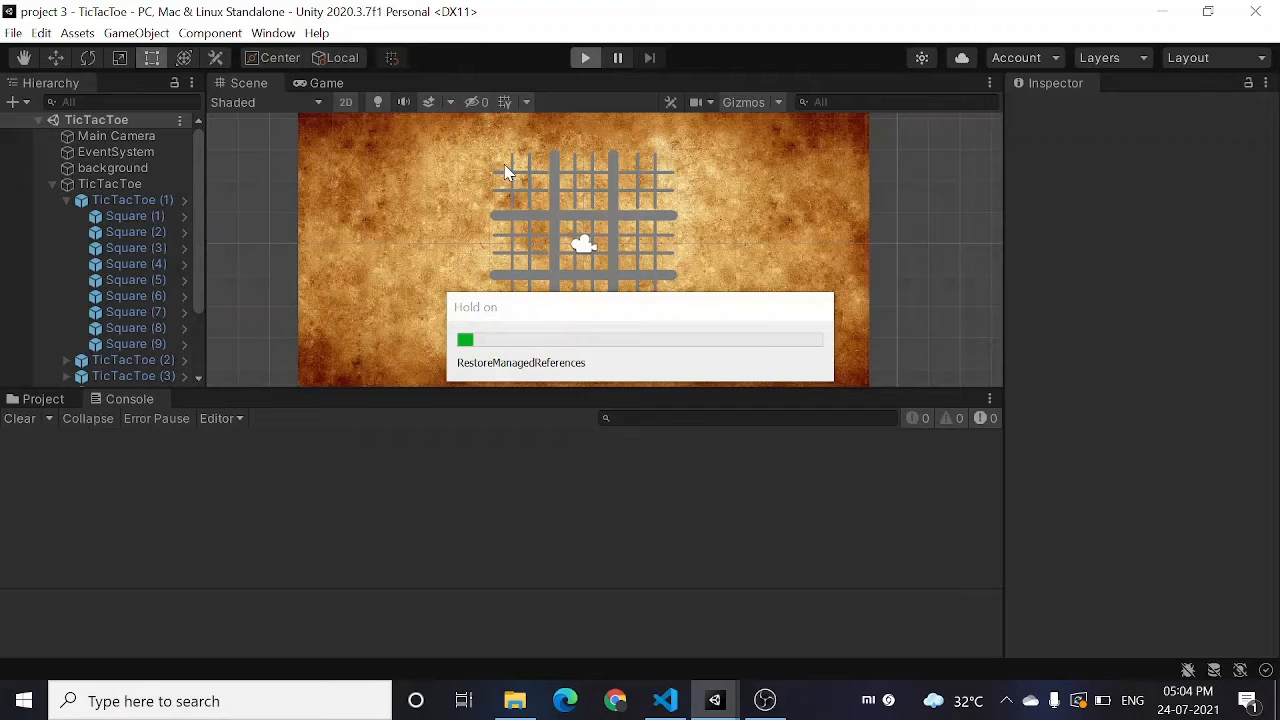 project 3 - TicTacToe - PC, Mac & Linux Standalone - Unity 2020.3.7f1 Personal <DX11>
File Edit Assets GameObject Component Window Help
Center Local Account Layers Layout
Hierarchy Scene Game Inspector
All Shaded 2D 0 Gizmos All
TicTacToe
Main Camera
EventSystem
background
TicTacToe
TicTacToe (1)
Square (1)
Square (2)
Square (3)
Square (4)
Square (5)
Square (6)
Square (7)
Square (8)
Square (9)
TicTacToe (2)
TicTacToe (3)
Hold on
RestoreManagedReferences
Project Console
Clear Collapse Error Pause Editor 0 0 0
Type here to search
mi 32°C ENG
05:04 PM
24-07-2021
1